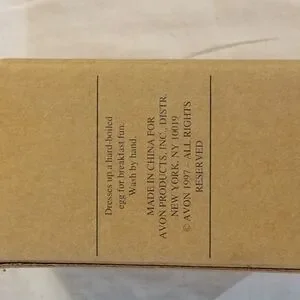 Dresses up a hard-boiled
egg for breakfast fun.
Wash by hand.
MADE IN CHINA FOR
AVON PRODUCTS, INC., DISTR.
NEW YORK, NY 10019
© AVON 1997 - ALL RIGHTS
RESERVED